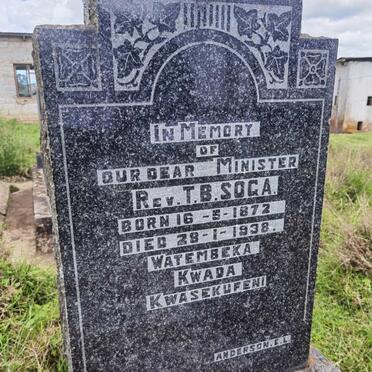 IN MEMORY
OF
OUR DEAR MINISTER
REV. T.B. SOGA.
BORN 16-5-1872
DIED 29-1-1938.
WATEMBEKA
KWADA
KWASEKUFENI
ANDERSON. E.L.